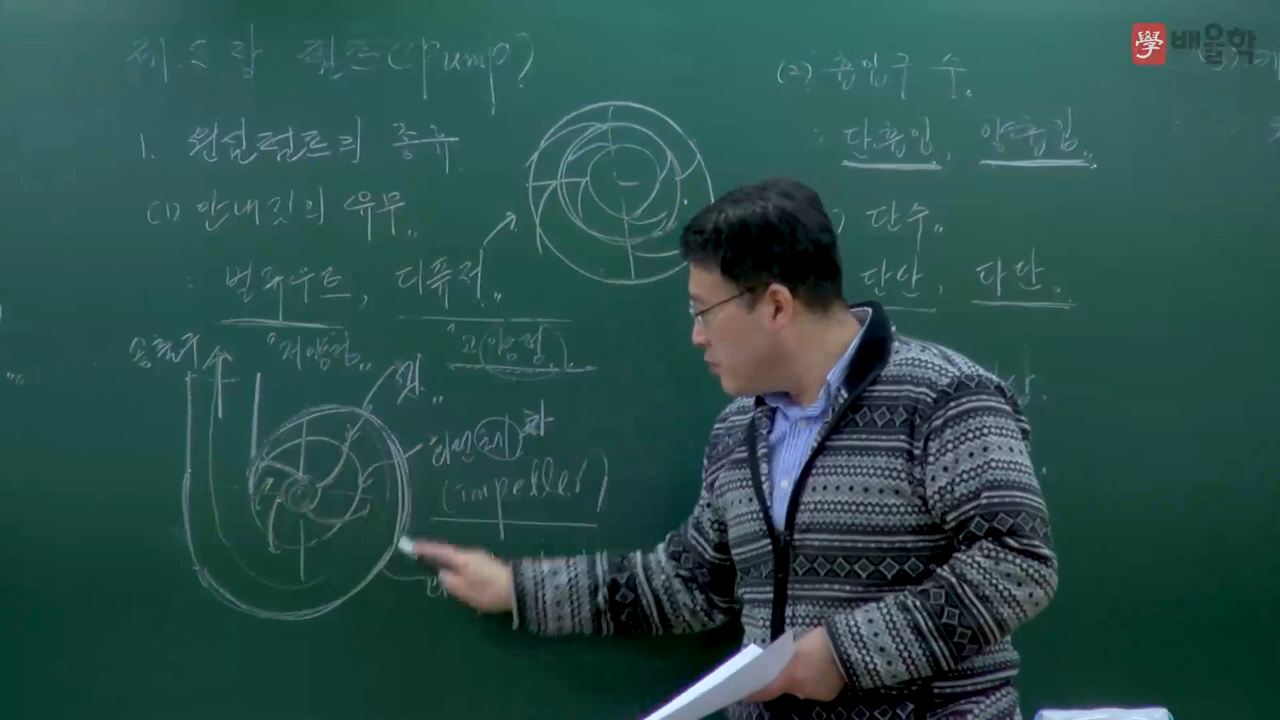 제 2 장 펌프(pump)
1. 원심펌프의 종류
(1) 안내깃의 유무
: 벌류우트, 디퓨져
"저양정" "고양정"
송출구
회전차
(impeller)
(2) 흡입구 수.
: 단흡입, 양흡입
) 단수
단단, 다단.
學 배울학